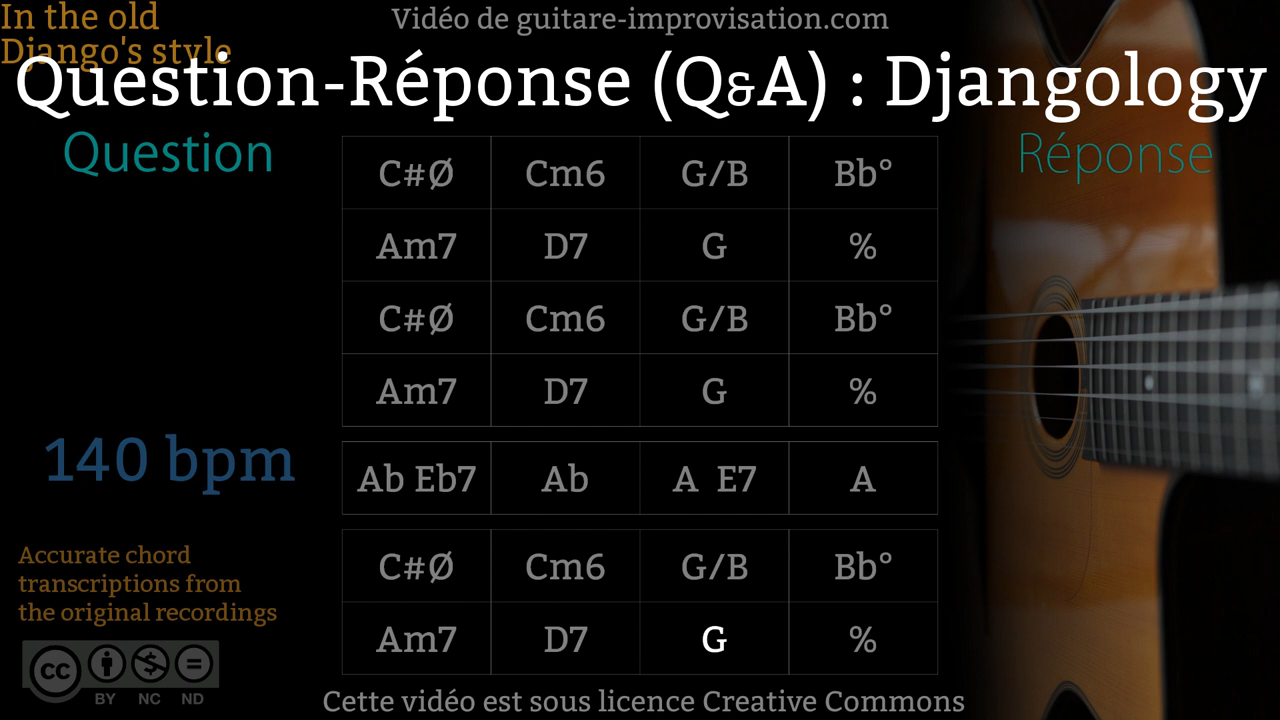 In the old
Django's style
Vidéo de guitare-improvisation.com
Question-Réponse (Q&A) : Djangology
Question
Réponse
C#Ø Cm6 G/B Bb°
Am7 D7 G %
C#Ø Cm6 G/B Bb°
Am7 D7 G %
Ab Eb7 Ab A E7 A
C#Ø Cm6 G/B Bb°
Am7 D7 G %
140 bpm
Accurate chord
transcriptions from
the original recordings
cc
BY NC ND
Cette vidéo est sous licence Creative Commons